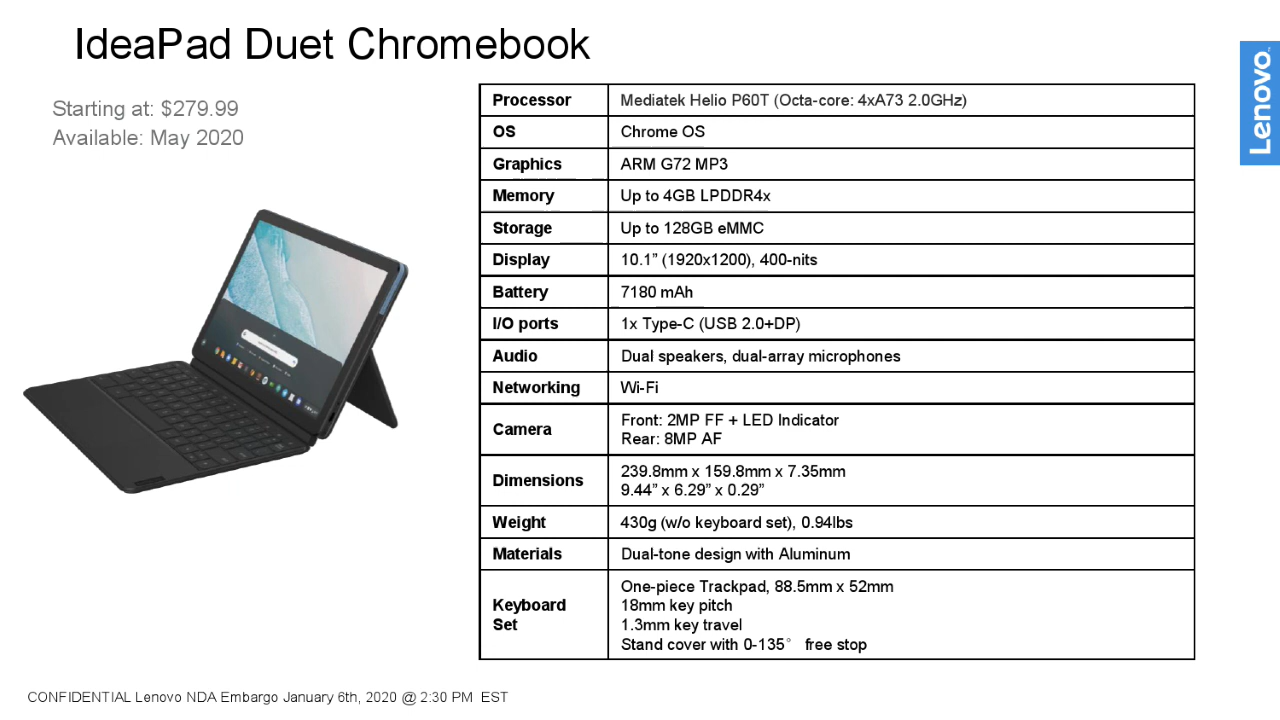 IdeaPad Duet Chromebook
Starting at: $279.99
Available: May 2020
Lenovo
Processor Mediatek Helio P60T (Octa-core: 4xA73 2.0GHz)
OS Chrome OS
Graphics ARM G72 MP3
Memory Up to 4GB LPDDR4x
Storage Up to 128GB eMMC
Display 10.1” (1920x1200), 400-nits
Battery 7180 mAh
I/O ports 1x Type-C (USB 2.0+DP)
Audio Dual speakers, dual-array microphones
Networking Wi-Fi
Camera
Front: 2MP FF + LED Indicator
Rear: 8MP AF
Dimensions
239.8mm x 159.8mm x 7.35mm
9.44” x 6.29” x 0.29”
Weight 430g (w/o keyboard set), 0.94lbs
Materials Dual-tone design with Aluminum
Keyboard
Set
One-piece Trackpad, 88.5mm x 52mm
18mm key pitch
1.3mm key travel
Stand cover with 0-135° free stop
CONFIDENTIAL Lenovo NDA Embargo January 6th, 2020 @ 2:30 PM EST